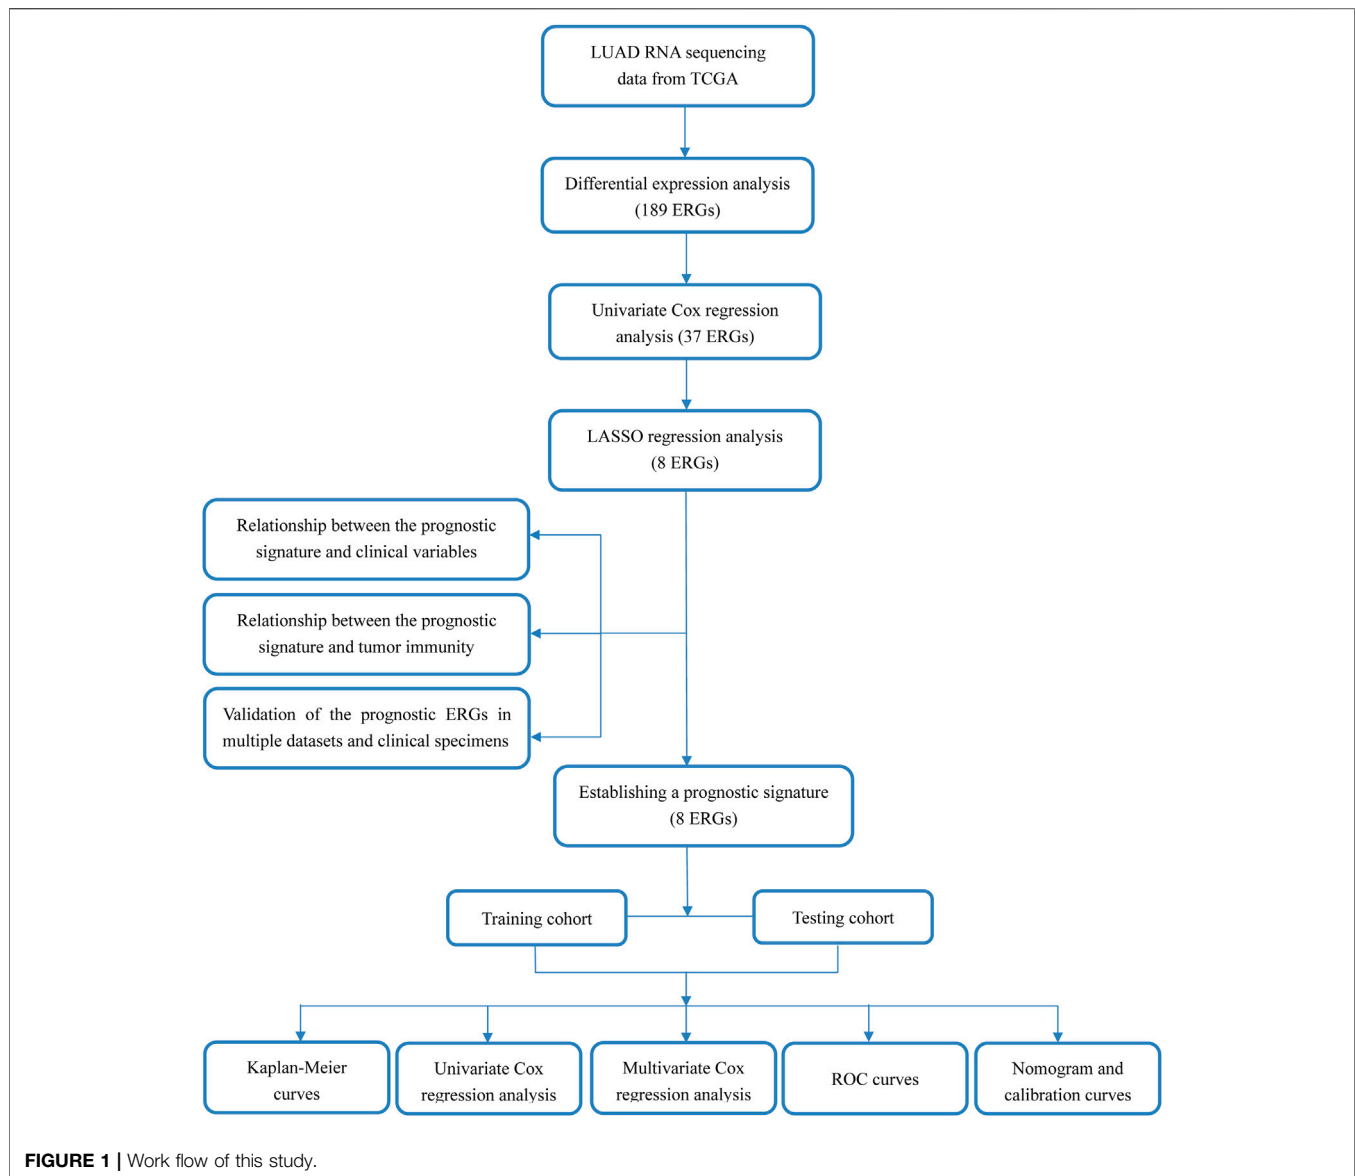 LUAD RNA sequencing
data from TCGA
Differential expression analysis
(189 ERGs)
Univariate Cox regression
analysis (37 ERGs)
LASSO regression analysis
(8 ERGs)
Relationship between the prognostic
signature and clinical variables
Relationship between the prognostic
signature and tumor immunity
Validation of the prognostic ERGs in
multiple datasets and clinical specimens
Establishing a prognostic signature
(8 ERGs)
Training cohort
Testing cohort
Kaplan-Meier
curves
Univariate Cox
regression analysis
Multivariate Cox
regression analysis
ROC curves
Nomogram and
calibration curves
FIGURE 1 | Work flow of this study.